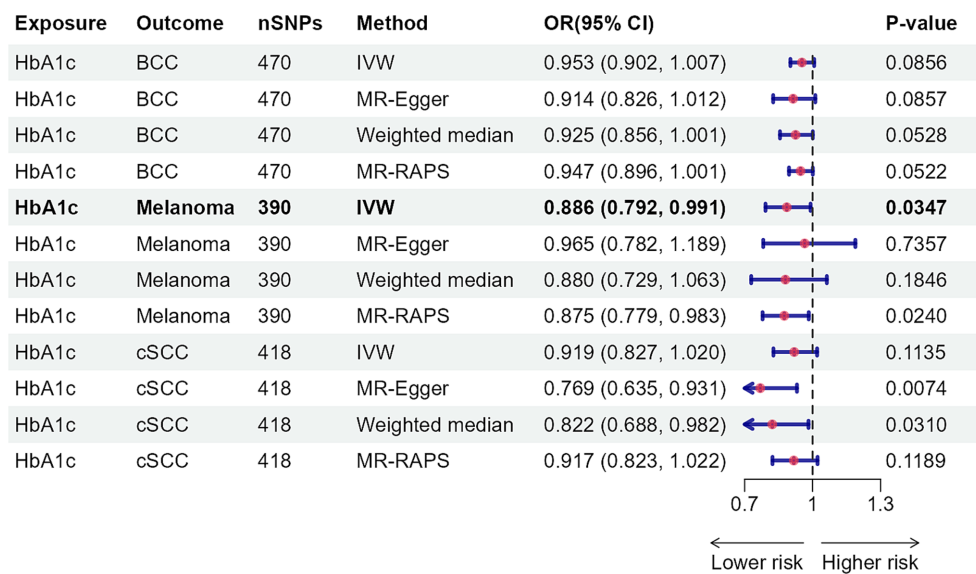 Exposure Outcome nSNPs Method OR(95% CI) P-value
HbA1c BCC 470 IVW 0.953 (0.902, 1.007) 0.0856
HbA1c BCC 470 MR-Egger 0.914 (0.826, 1.012) 0.0857
HbA1c BCC 470 Weighted median 0.925 (0.856, 1.001) 0.0528
HbA1c BCC 470 MR-RAPS 0.947 (0.896, 1.001) 0.0522
HbA1c Melanoma 390 IVW 0.886 (0.792, 0.991) 0.0347
HbA1c Melanoma 390 MR-Egger 0.965 (0.782, 1.189) 0.7357
HbA1c Melanoma 390 Weighted median 0.880 (0.729, 1.063) 0.1846
HbA1c Melanoma 390 MR-RAPS 0.875 (0.779, 0.983) 0.0240
HbA1c cSCC 418 IVW 0.919 (0.827, 1.020) 0.1135
HbA1c cSCC 418 MR-Egger 0.769 (0.635, 0.931) 0.0074
HbA1c cSCC 418 Weighted median 0.822 (0.688, 0.982) 0.0310
HbA1c cSCC 418 MR-RAPS 0.917 (0.823, 1.022) 0.1189
0.7 1 1.3
Lower risk Higher risk